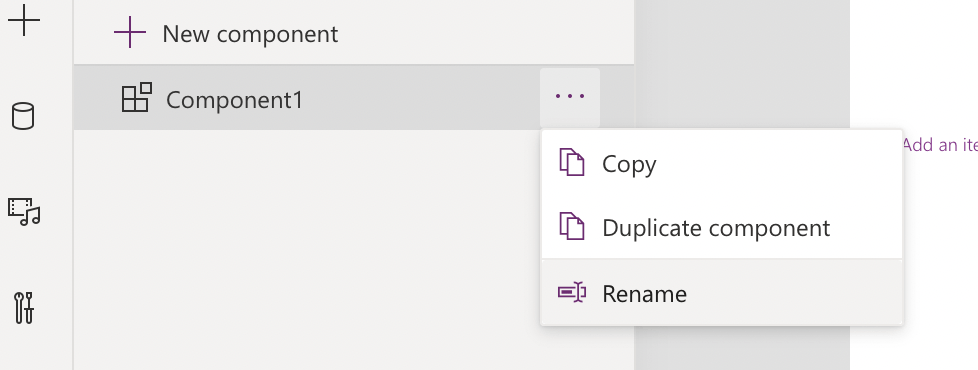 New component
Component1
Copy
Add an ite
Duplicate component
Rename